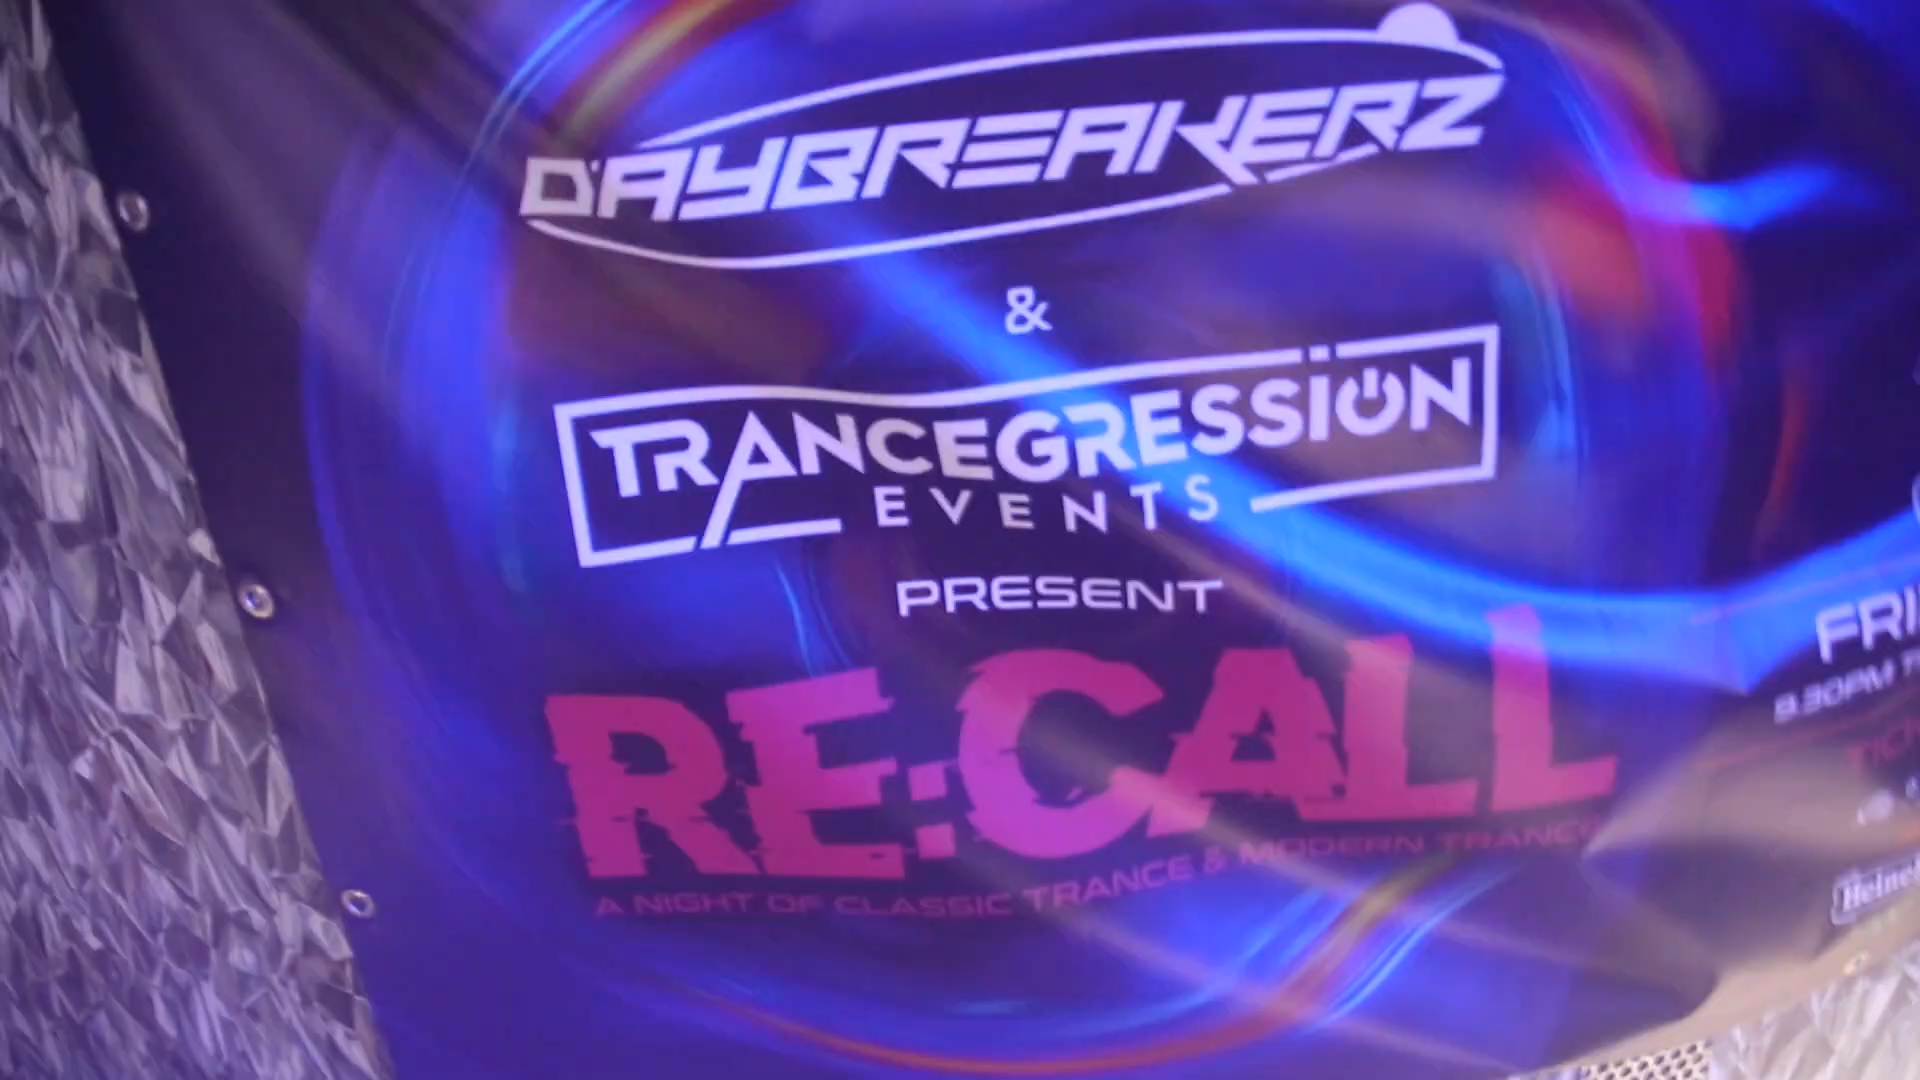 DAYBREAKERZ
&
TRANCEGRESSION
EVENTS
PRESENT
RE:CALL
A NIGHT OF CLASSIC TRANCE & MODERN TRANCE
FRI